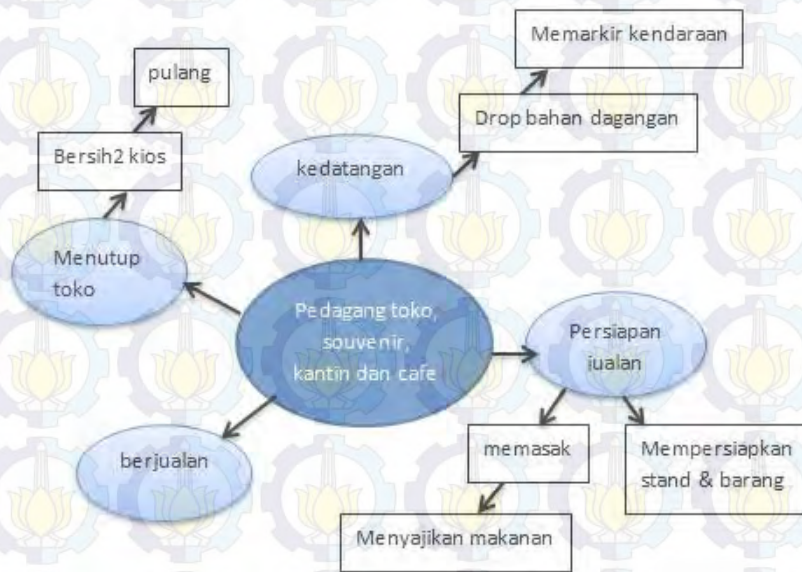 Memarkir kendaraan
pulang
Drop bahan dagangan
Bersih2 kios
kedatangan
Menutup
toko
Pedagang toko,
souvenir,
kantin dan cafe
Persiapan
jualan
berjualan
memasak
Mempersiapkan
stand & barang
Menyajikan makanan